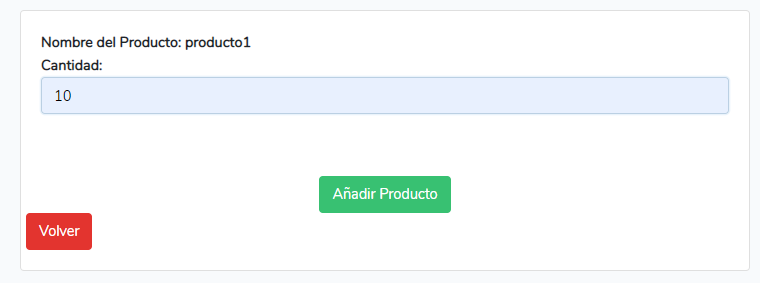 Nombre del Producto: producto1
Cantidad:
10
Añadir Producto
Volver